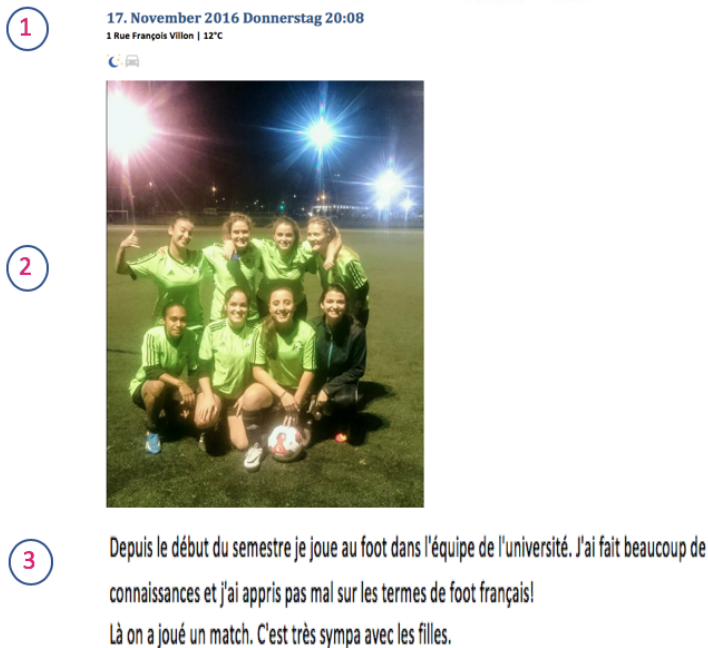 1
17. November 2016 Donnerstag 20:08
1 Rue François Villon | 12°C
2
3
Depuis le début du semestre je joue au foot dans l'équipe de l'université. J'ai fait beaucoup de
connaissances et j'ai appris pas mal sur les termes de foot français!
Là on a joué un match. C'est très sympa avec les filles.